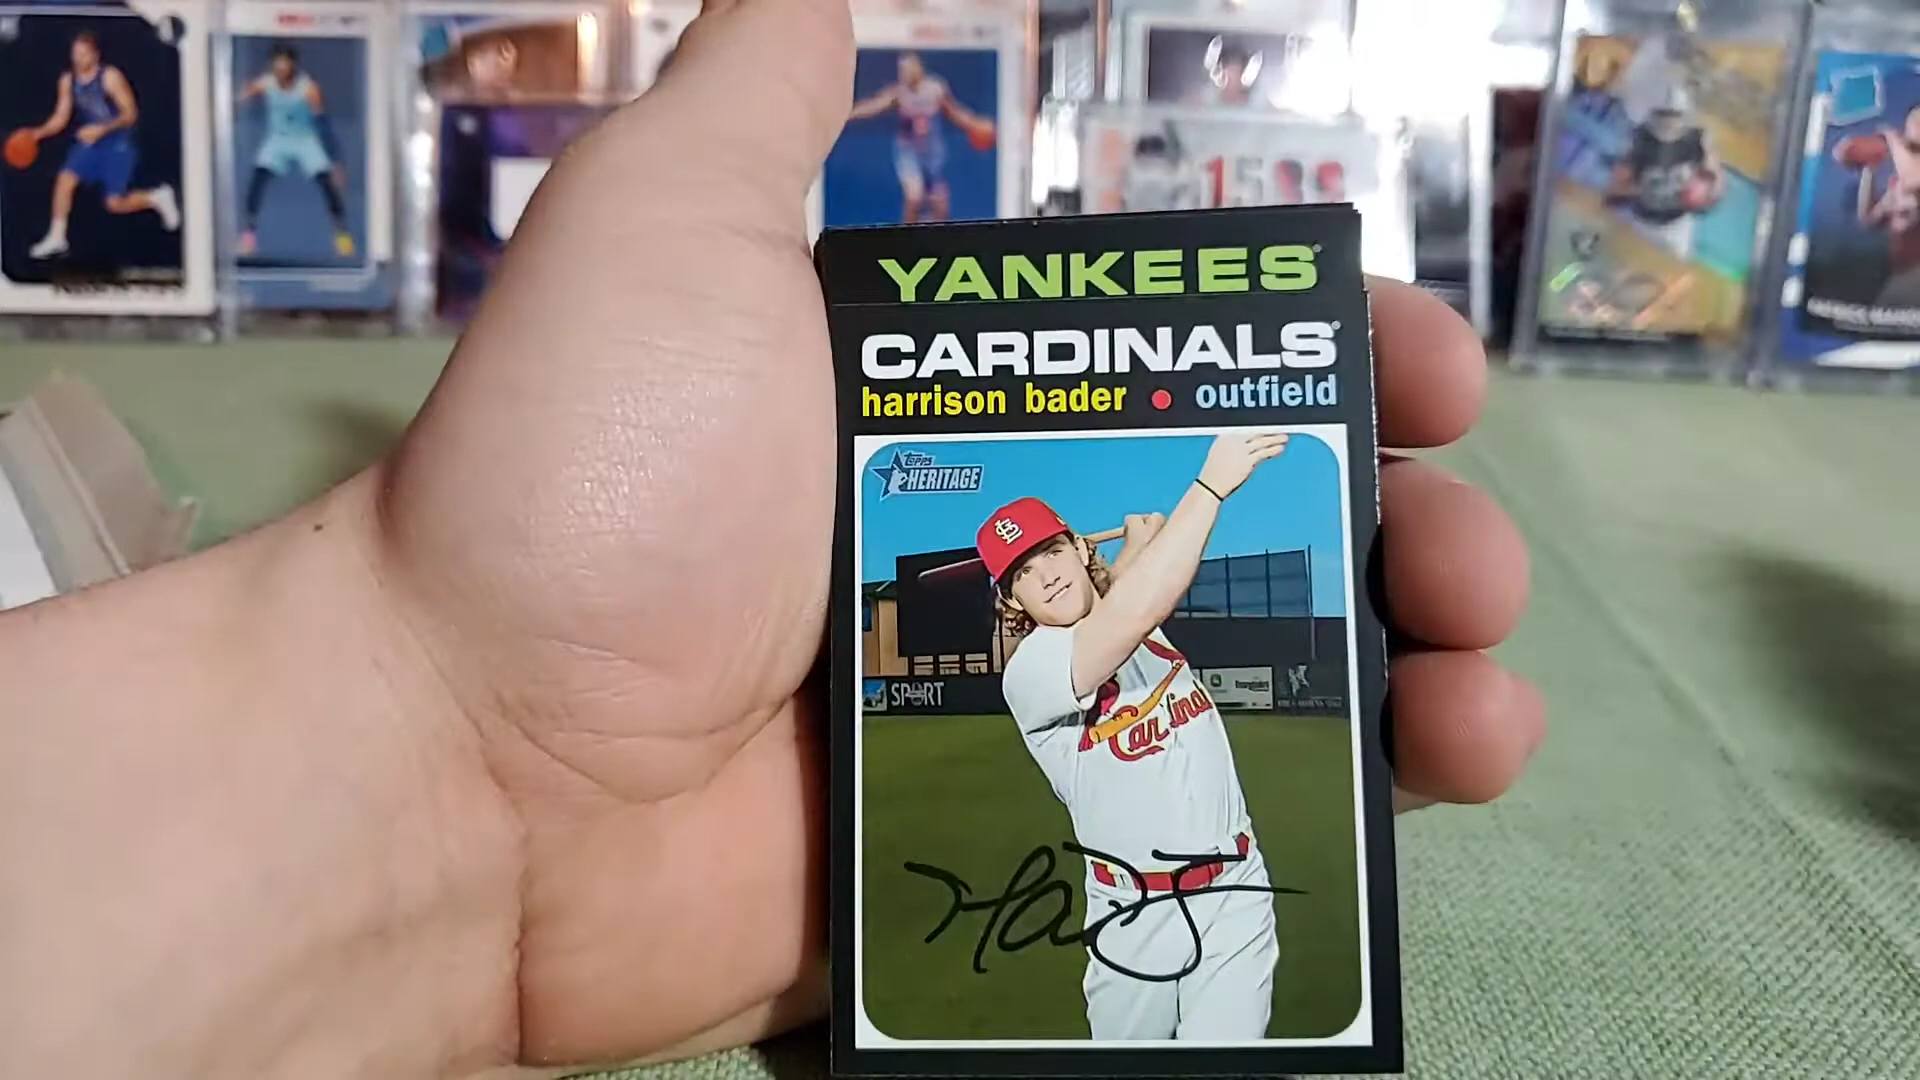 YANKEES
CARDINALS
harrison bader • outfield
TOPPS
HERITAGE
SPORT
Cardinals